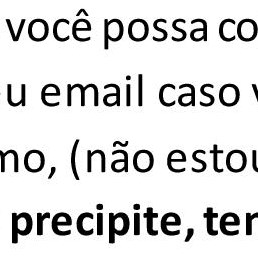 você possa co
u email caso v
mo, (não estou
precipite, ter